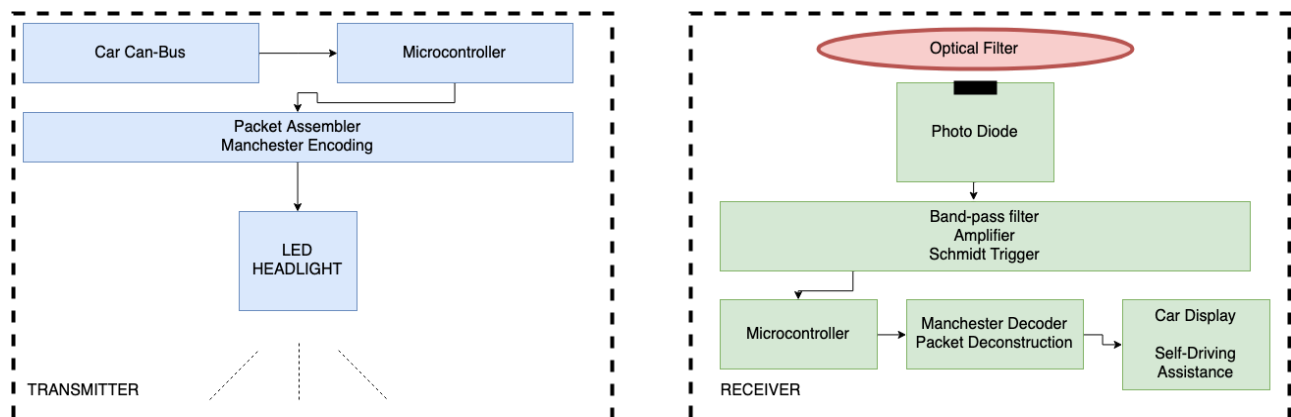 Car Can-Bus
Microcontroller
Packet Assembler
Manchester Encoding
LED
HEADLIGHT
TRANSMITTER
Optical Filter
Photo Diode
Band-pass filter
Amplifier
Schmidt Trigger
Microcontroller
Manchester Decoder
Packet Deconstruction
Car Display
Self-Driving
Assistance
RECEIVER